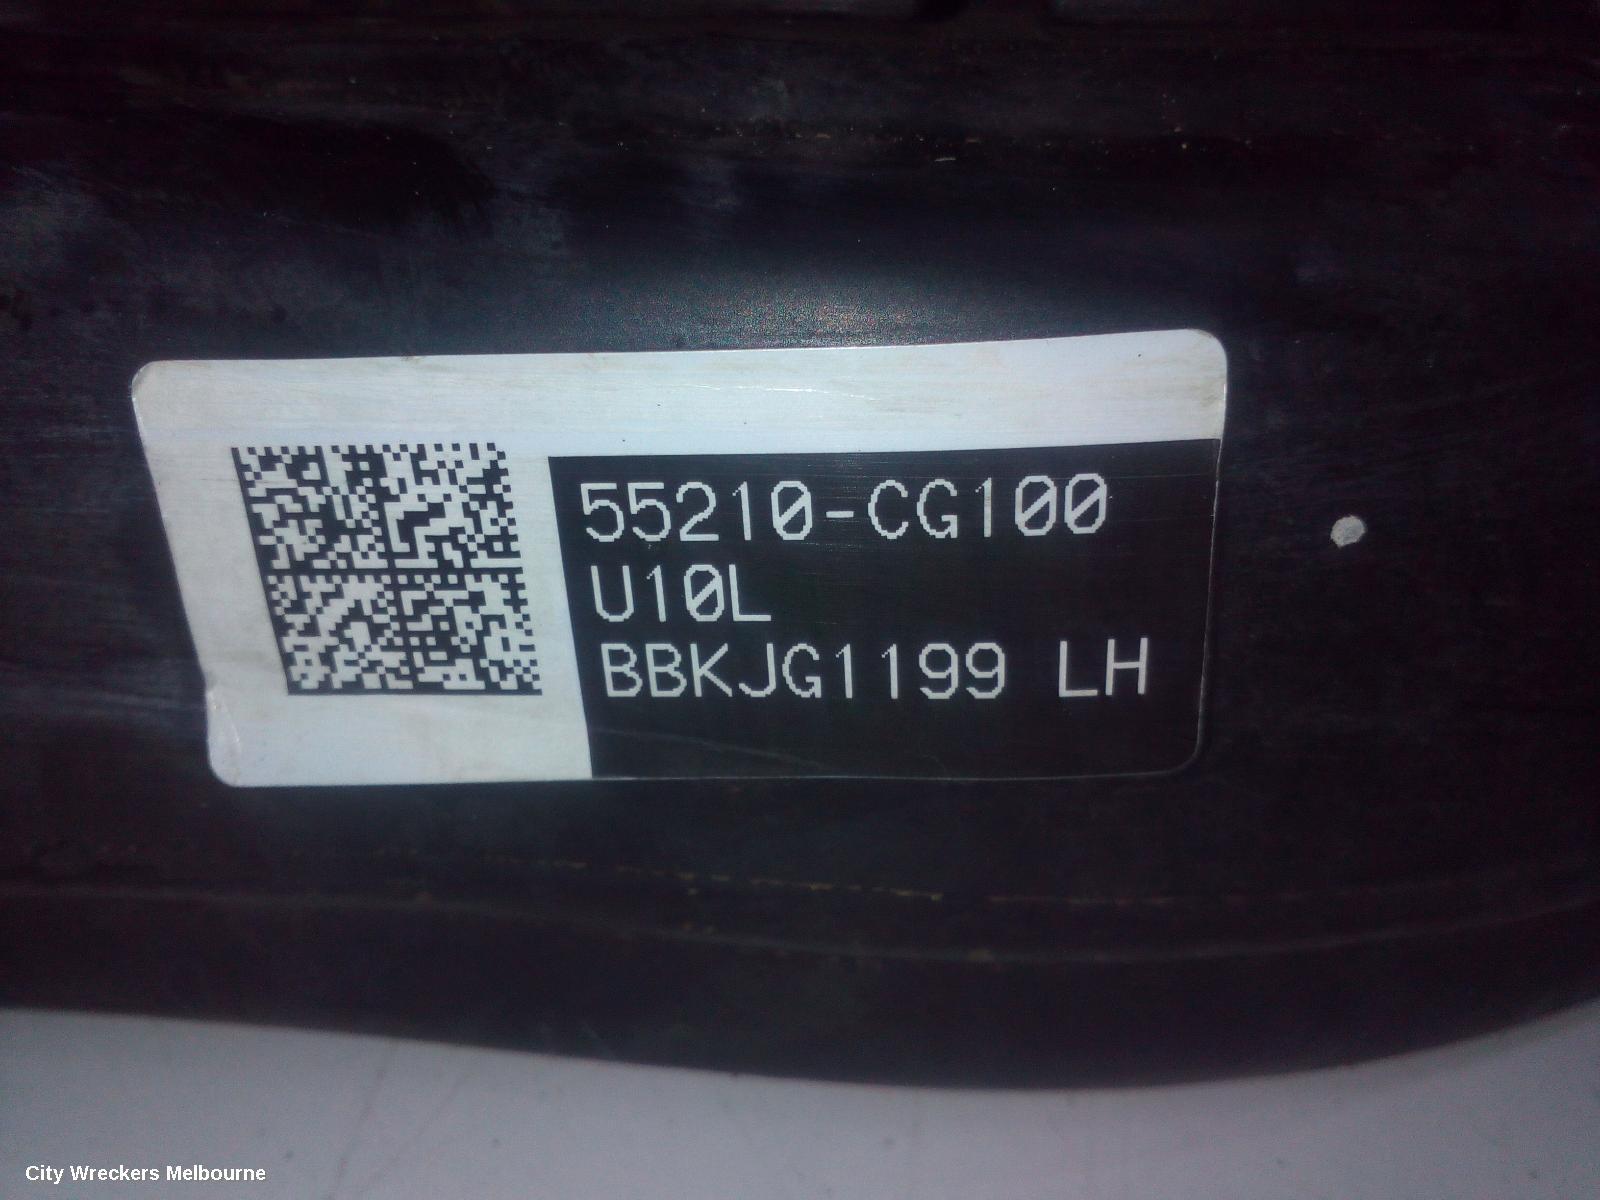 55210-CG100
U10L
BBKJG1199 LH
City Wreckers Melbourne